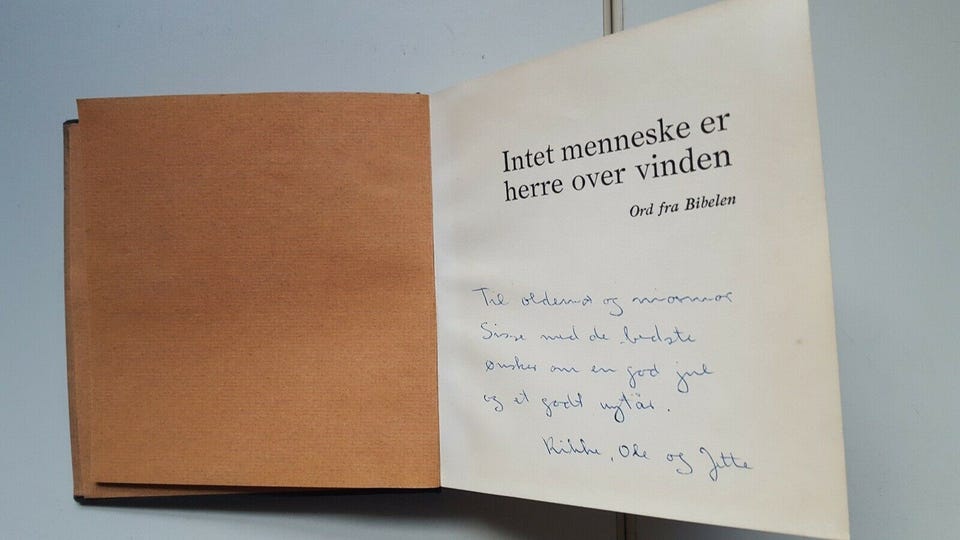 Intet menneske er
herre over vinden
Ord fra Bibelen
Til oldemor og mormor
Sisse med de bedste
ønsker om en god jul
og et godt nytår.
Rikke, Ole og Jette